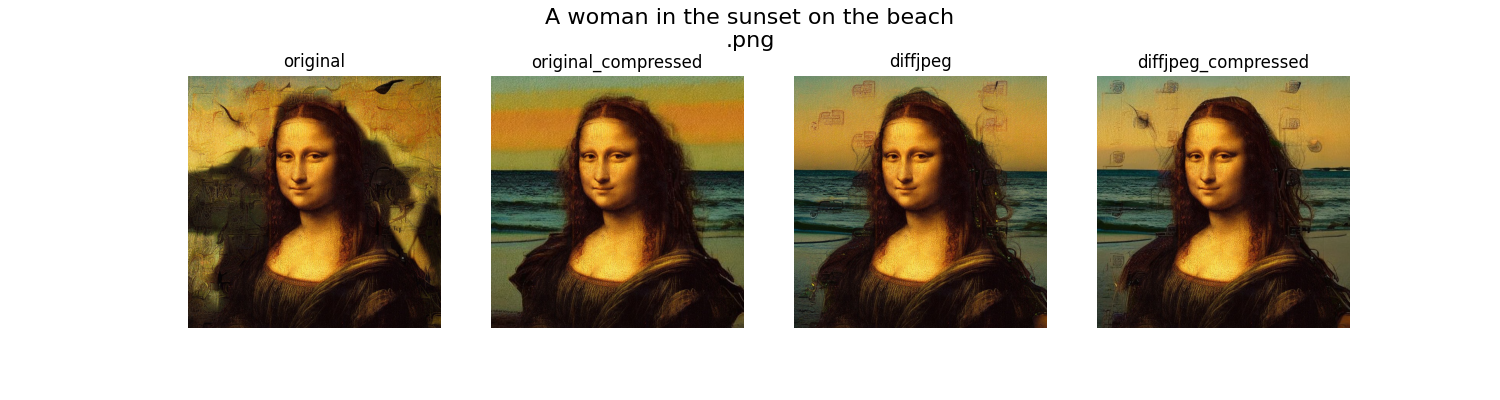 A woman in the sunset on the beach
.png
original
original_compressed
diffjpeg
diffjpeg_compressed